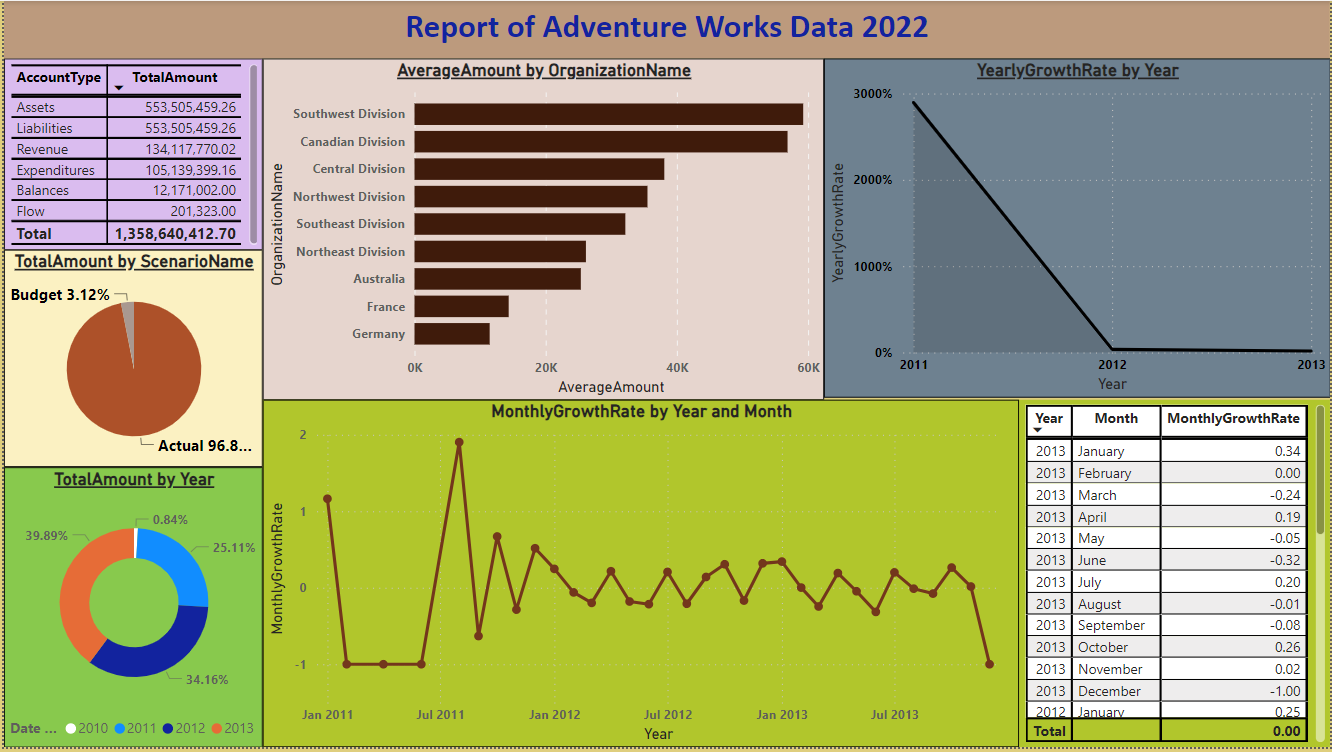 Report of Adventure Works Data 2022
AccountType TotalAmount
Assets 553,505,459.26
Liabilities 553,505,459.26
Revenue 134,117,770.02
Expenditures 105,139,399.16
Balances 12,171,002.00
Flow 201,323.00
Total 1,358,640,412.70
TotalAmount by ScenarioName
Budget 3.12%
Actual 96.8...
TotalAmount by Year
0.84%
39.89%
25.11%
34.16%
Date ... 2010 2011 2012 2013
AverageAmount by OrganizationName
OrganizationName
Southwest Division
Canadian Division
Central Division
Northwest Division
Southeast Division
Northeast Division
Australia
France
Germany
0K 20K 40K 60K
AverageAmount
YearlyGrowthRate by Year
YearlyGrowthRate
3000%
2000%
1000%
0%
2011 2012 2013
Year
MonthlyGrowthRate by Year and Month
MonthlyGrowthRate
2
1
0
-1
Jan 2011 Jul 2011 Jan 2012 Jul 2012 Jan 2013 Jul 2013
Year
Year Month MonthlyGrowthRate
2013 January 0.34
2013 February 0.00
2013 March -0.24
2013 April 0.19
2013 May -0.05
2013 June -0.32
2013 July 0.20
2013 August -0.01
2013 September -0.08
2013 October 0.26
2013 November 0.02
2013 December -1.00
2012 January 0.25
Total 0.00